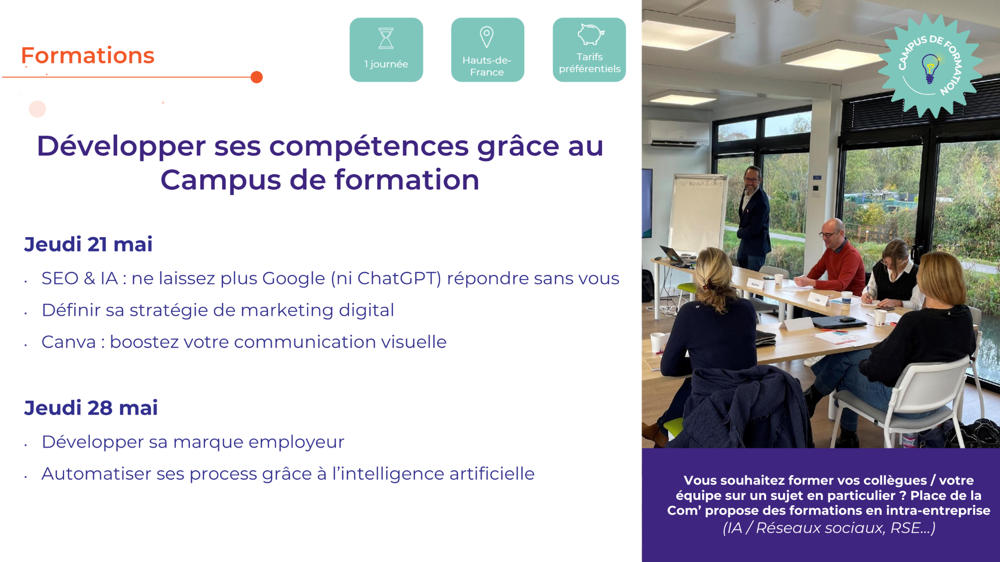 Formations
1 journée
Hauts-de-
France
Tarifs
préférentiels
CAMPUS DE FORMATION
Développer ses compétences grâce au
Campus de formation
Jeudi 21 mai
· SEO & IA : ne laissez plus Google (ni ChatGPT) répondre sans vous
· Définir sa stratégie de marketing digital
· Canva : boostez votre communication visuelle
Jeudi 28 mai
· Développer sa marque employeur
· Automatiser ses process grâce à l’intelligence artificielle
Léa
Vous souhaitez former vos collègues / votre
équipe sur un sujet en particulier ? Place de la
Com’ propose des formations en intra-entreprise
(IA / Réseaux sociaux, RSE...)